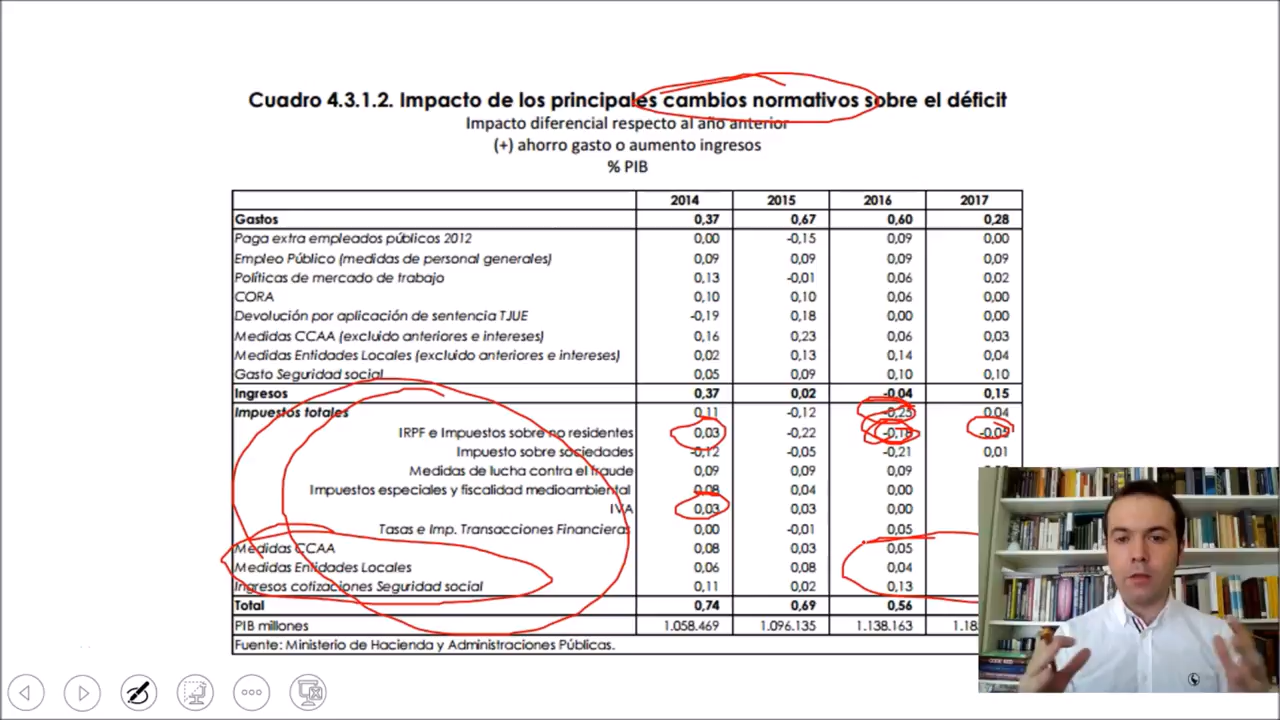 Cuadro 4.3.1.2. Impacto de los principales cambios normativos sobre el déficit
Impacto diferencial respecto al año anterior
(+) ahorro gasto o aumento ingresos
% PIB
2014 2015 2016 2017
Gastos 0,37 0,67 0,60 0,28
Paga extra empleados públicos 2012 0,00 -0,15 0,09 0,00
Empleo Público (medidas de personal generales) 0,09 0,09 0,09 0,09
Políticas de mercado de trabajo 0,13 -0,01 0,06 0,02
CORA 0,10 0,10 0,06 0,00
Devolución por aplicación de sentencia TJUE -0,19 0,18 0,00 0,00
Medidas CCAA (excluido anteriores e intereses) 0,16 0,23 0,06 0,03
Medidas Entidades Locales (excluido anteriores e intereses) 0,02 0,13 0,14 0,04
Gasto Seguridad social 0,05 0,09 0,10 0,10
Ingresos 0,37 0,02 -0,04 0,15
Impuestos totales 0,11 -0,12 -0,25 0,04
IRPF e Impuestos sobre no residentes 0,03 -0,22 -0,18
Impuesto sobre sociedades -0,12 -0,05 -0,21 0,01
Medidas de lucha contra el fraude 0,09 0,09 0,09
Impuestos especiales y fiscalidad medioambiental 0,08 0,04 0,00
IVA 0,03 0,03 0,00
Tasas e Imp. Transacciones Financieras 0,00 -0,01 0,05
Medidas CCAA 0,08 0,03 0,05
Medidas Entidades Locales 0,06 0,08 0,04
Ingresos cotizaciones Seguridad social 0,11 0,02 0,13
Total 0,74 0,69 0,56
PIB millones 1.058.469 1.096.135 1.138.163
Fuente: Ministerio de Hacienda y Administraciones Públicas.